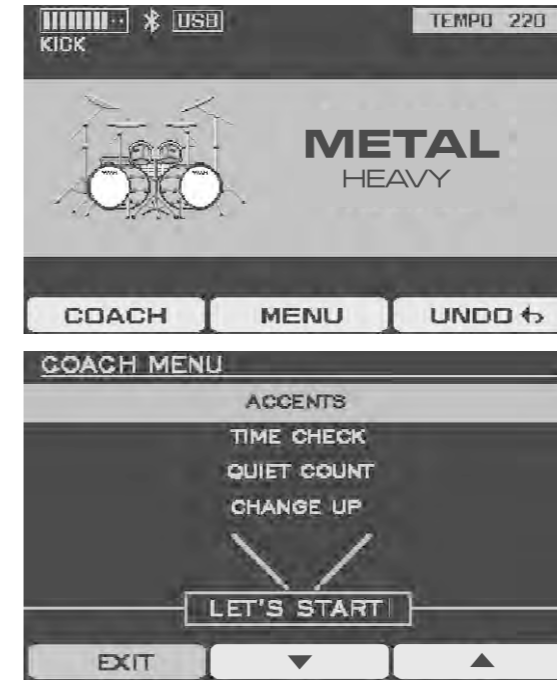 USB TEMPO 220
KICK
METAL
HEAVY
COACH MENU UNDO
COACH MENU
ACCENTS
TIME CHECK
QUIET COUNT
CHANGE UP
LET'S START
EXIT